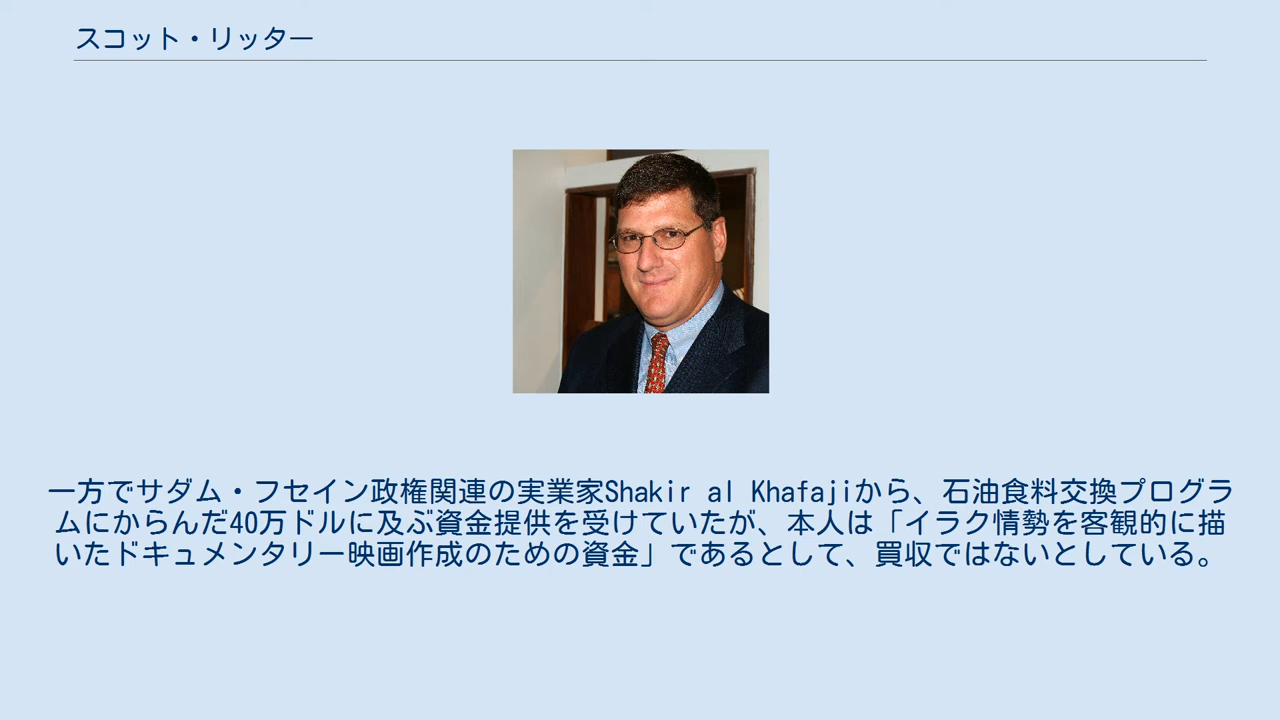 スコット・リッター
一方でサダム・フセイン政権関連の実業家Shakir al Khafajiから、石油食料交換プログラ
ムにからんだ40万ドルに及ぶ資金提供を受けていたが、本人は「イラク情勢を客観的に描
いたドキュメンタリー映画作成のための資金」であるとして、買収ではないとしている。